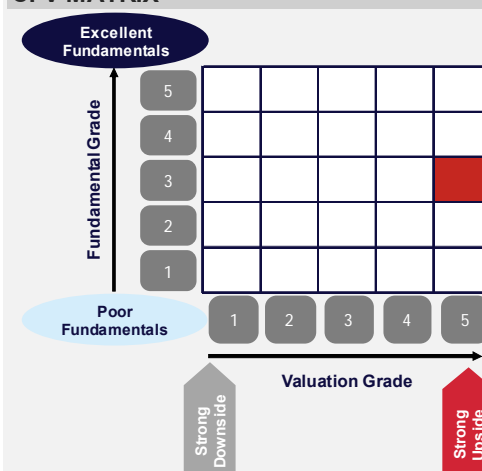 Excellent
Fundamentals
Fundamental Grade
5
4
3
2
1
Poor
Fundamentals
1
2
3
4
5
Valuation Grade
Strong
Downside
Strong
Upside